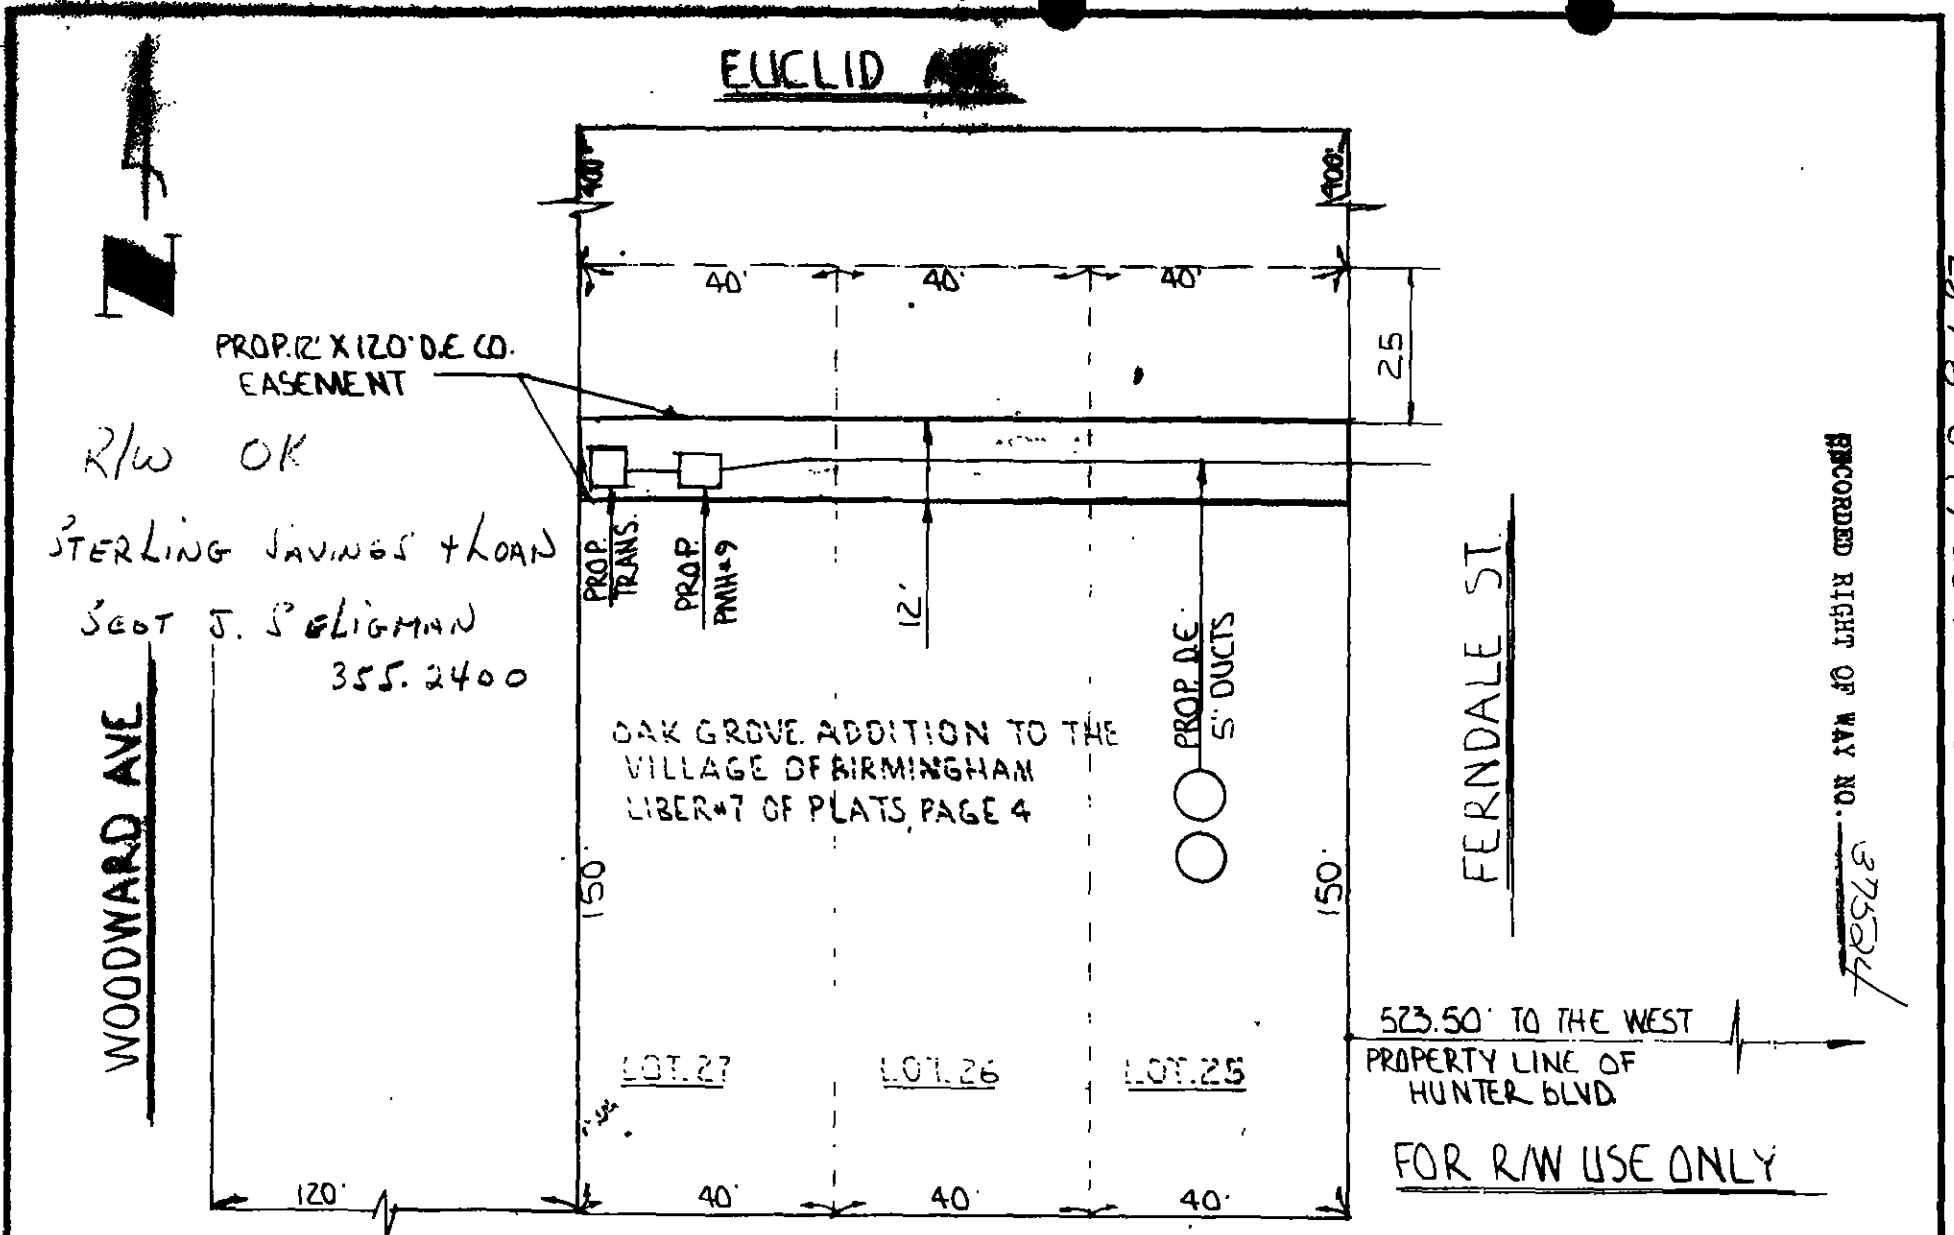 EUCLID
400'
400'
40'
40'
40'
25
PROP. 12' X 120' D.E. CO.
EASEMENT
R/W OK
STERLING SAVINGS + LOAN
SCOT J. SELIGMAN
355.2400
PROP.
TRANS.
PROP.
PMH#9
12'
PROP. D.E.
5" DUCTS
FERNDALE ST.
WOODWARD AVE
OAK GROVE ADDITION TO THE
VILLAGE OF BIRMINGHAM
LIBER#7 OF PLATS, PAGE 4
150'
150'
LOT. 27
LOT. 26
LOT. 25
523.50' TO THE WEST
PROPERTY LINE OF
HUNTER BLVD.
FOR R/W USE ONLY
120'
40'
40'
40'
RECORDED RIGHT OF WAY NO. 37524